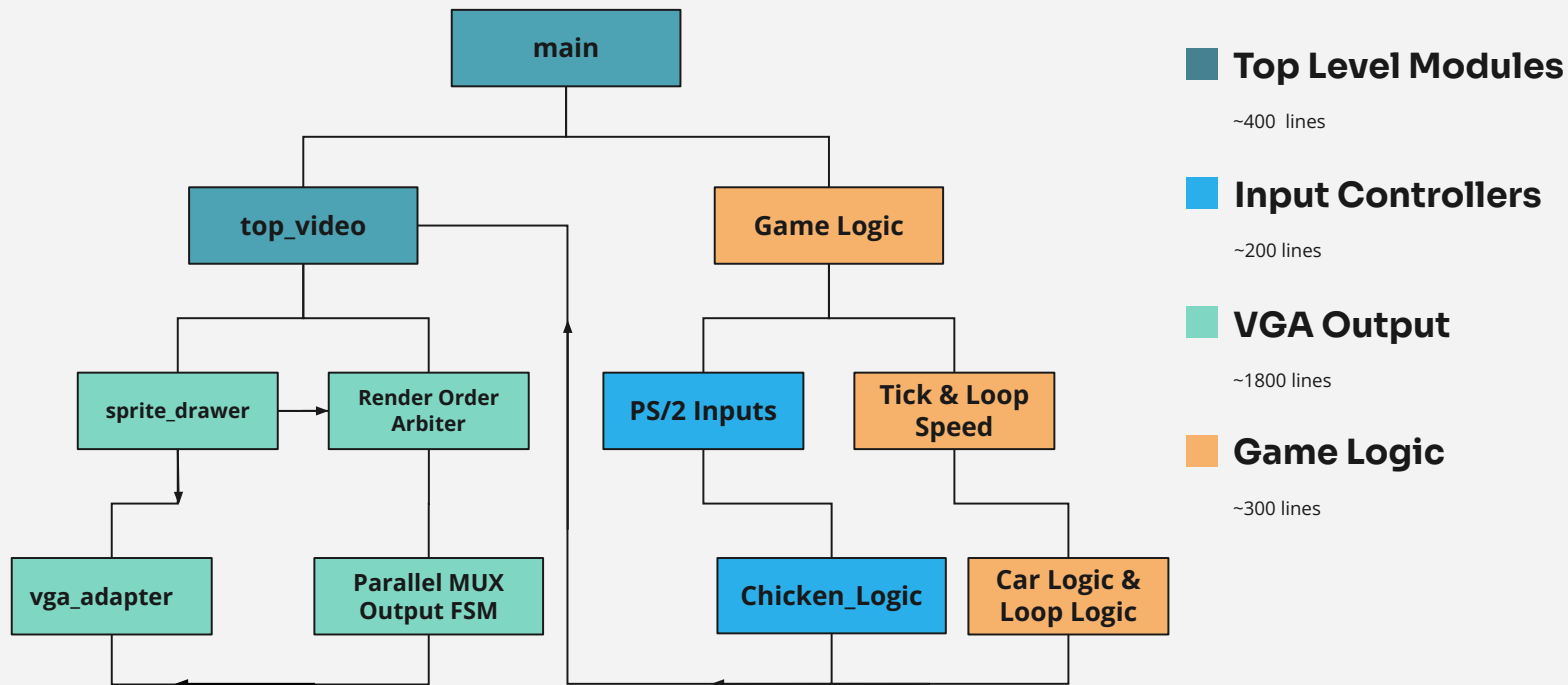 main
top_video
Game Logic
sprite_drawer
Render Order
Arbiter
PS/2 Inputs
Tick & Loop
Speed
vga_adapter
Parallel MUX
Output FSM
Chicken_Logic
Car Logic &
Loop Logic
Top Level Modules
~400 lines
Input Controllers
~200 lines
VGA Output
~1800 lines
Game Logic
~300 lines